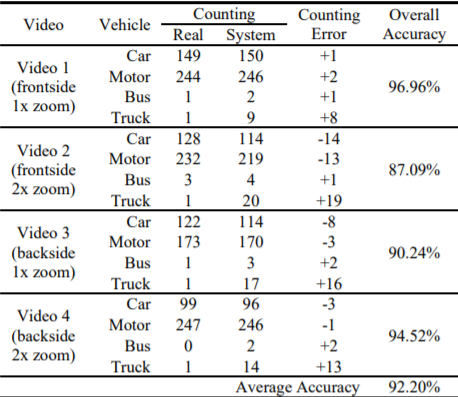 Video Vehicle Counting Counting Error Overall Accuracy
Real System
Video 1 (frontside 1x zoom) Car 149 150 +1 96.96%
Motor 244 246 +2
Bus 1 2 +1
Truck 1 9 +8
Video 2 (frontside 2x zoom) Car 128 114 -14 87.09%
Motor 232 219 -13
Bus 3 4 +1
Truck 1 20 +19
Video 3 (backside 1x zoom) Car 122 114 -8 90.24%
Motor 173 170 -3
Bus 1 3 +2
Truck 1 17 +16
Video 4 (backside 2x zoom) Car 99 96 -3 94.52%
Motor 247 246 -1
Bus 0 2 +2
Truck 1 14 +13
Average Accuracy 92.20%